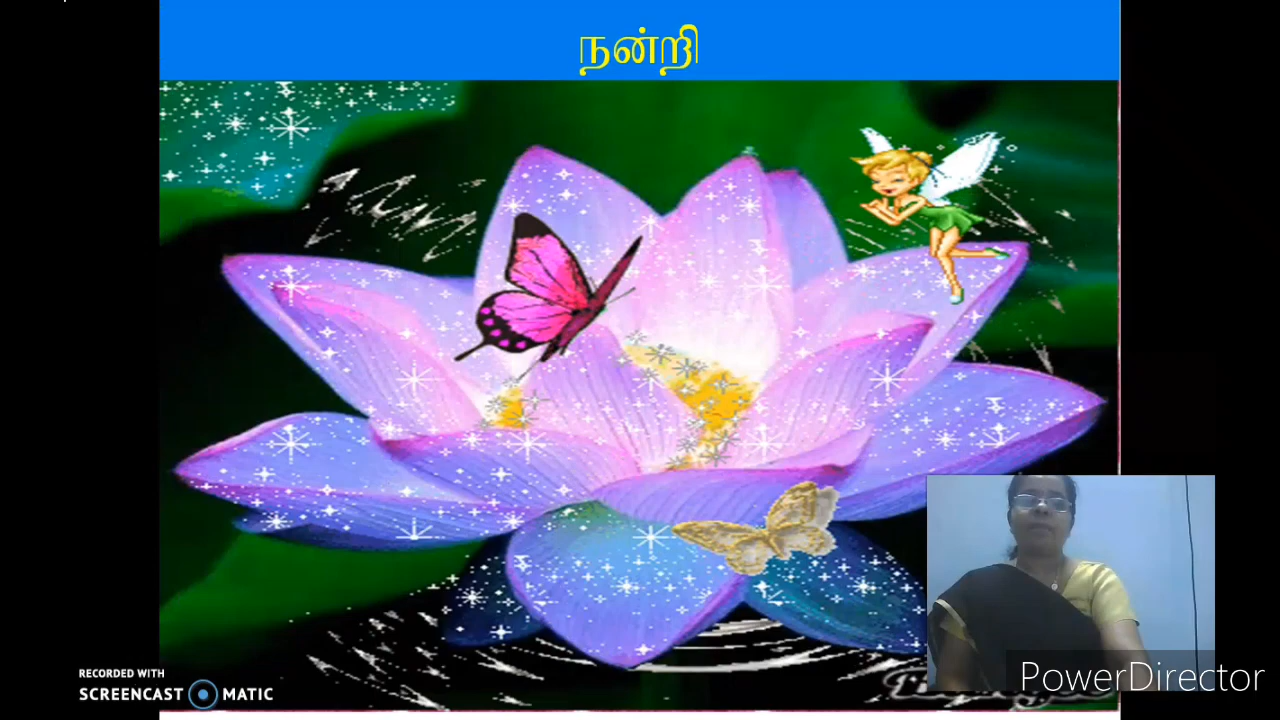 நன்றி
RECORDED WITH
SCREENCAST MATIC
PowerDirector